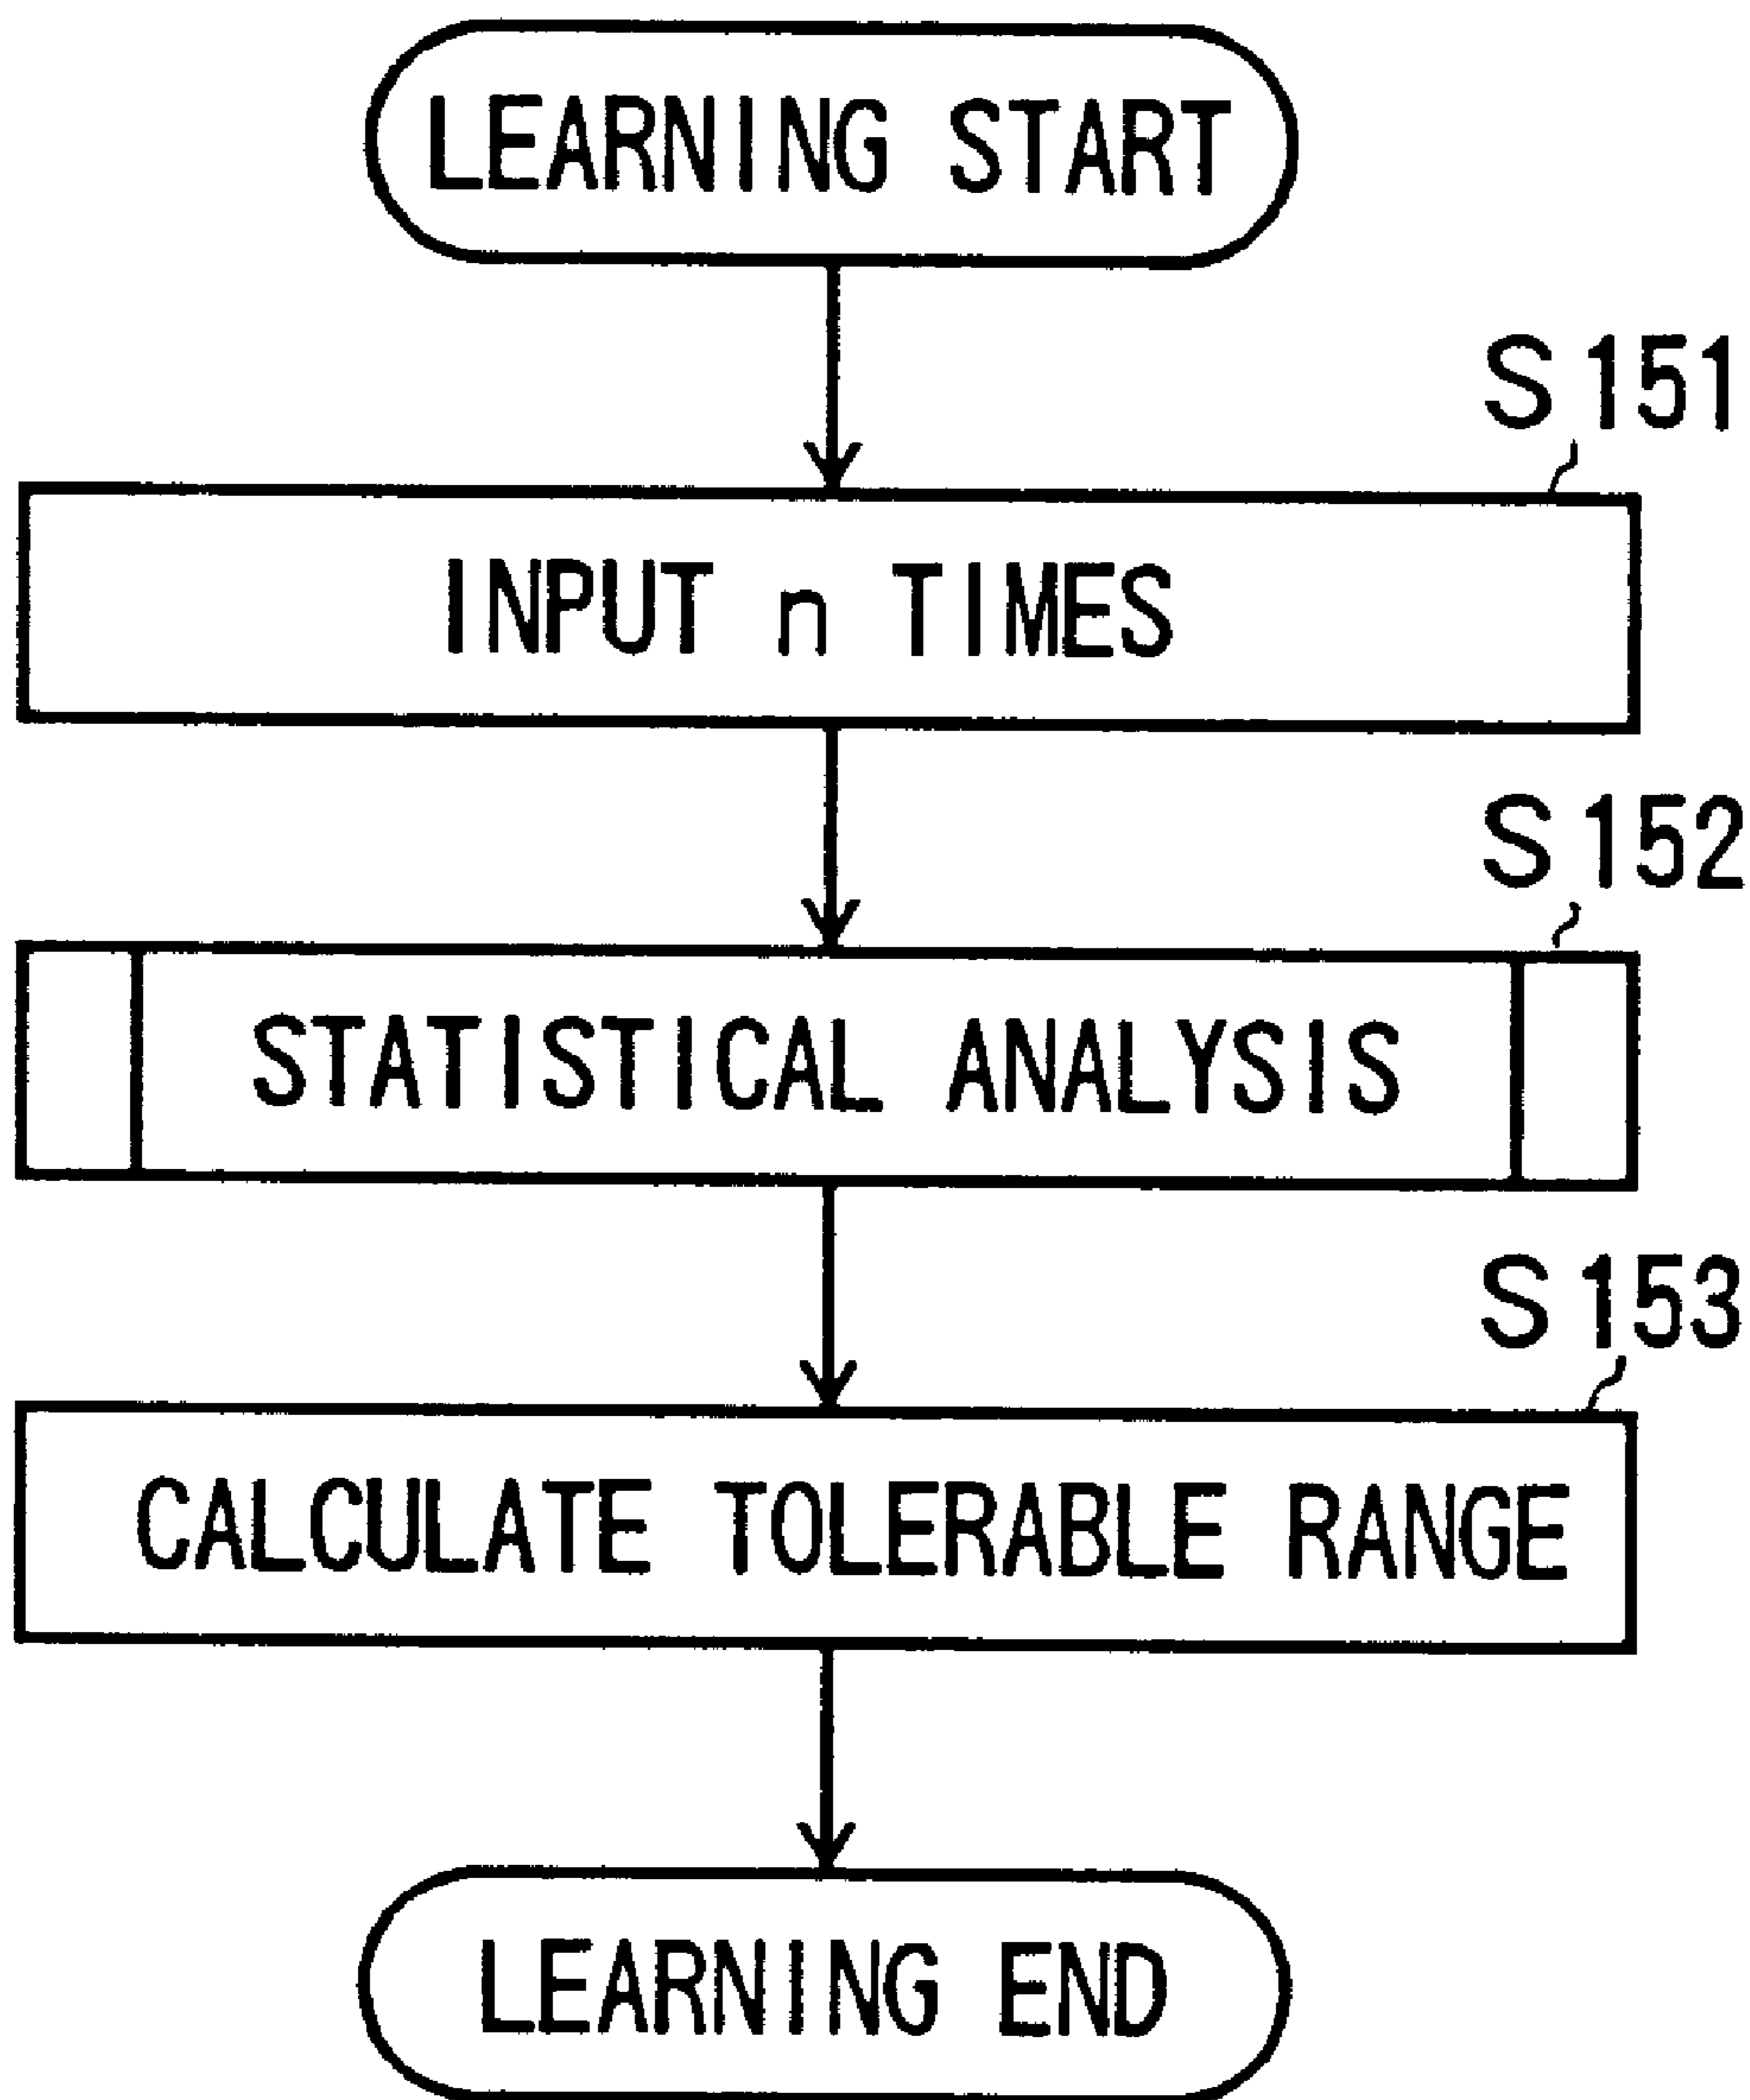 LEARNING START
S151
INPUT n TIMES
S152
STATISTICAL ANALYSIS
S153
CALCULATE TOLERABLE RANGE
LEARNING END